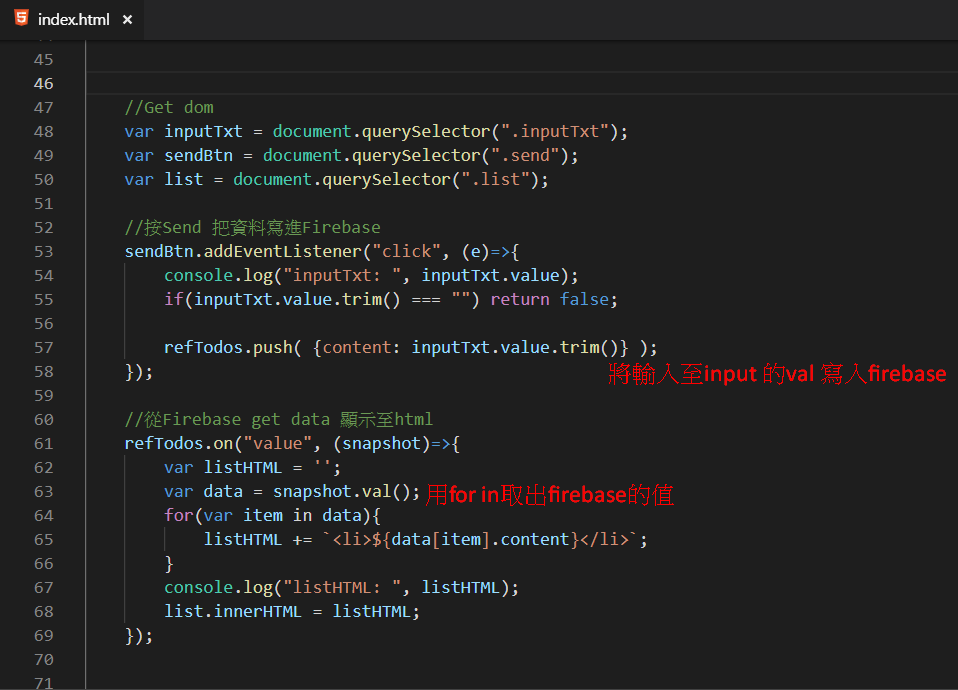 index.html ×
45
46
47 //Get dom
48 var inputTxt = document.querySelector(".inputTxt");
49 var sendBtn = document.querySelector(".send");
50 var list = document.querySelector(".list");
51
52 //按Send 把資料寫進Firebase
53 sendBtn.addEventListener("click", (e)=>{
54 console.log("inputTxt: ", inputTxt.value);
55 if(inputTxt.value.trim() === "") return false;
56
57 refTodos.push( {content: inputTxt.value.trim()} );
58 });
將輸入至input 的val 寫入firebase
59
60 //從Firebase get data 顯示至html
61 refTodos.on("value", (snapshot)=>{
62 var listHTML = '';
63 var data = snapshot.val(); 用for in取出firebase的值
64 for(var item in data){
65 listHTML += `<li>${data[item].content}</li>`;
66 }
67 console.log("listHTML: ", listHTML);
68 list.innerHTML = listHTML;
69 });
70
71